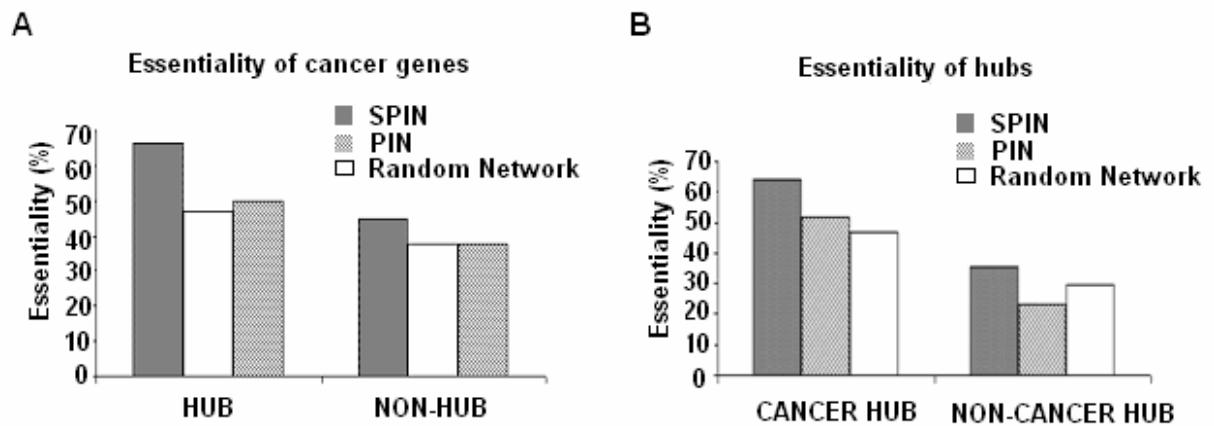 A
Essentiality of cancer genes
SPIN
PIN
Random Network
Essentiality (%)
70
60
50
40
30
20
10
0
HUB
NON-HUB
B
Essentiality of hubs
SPIN
PIN
Random Network
Essentiality (%)
70
60
50
40
30
20
10
0
CANCER HUB
NON-CANCER HUB